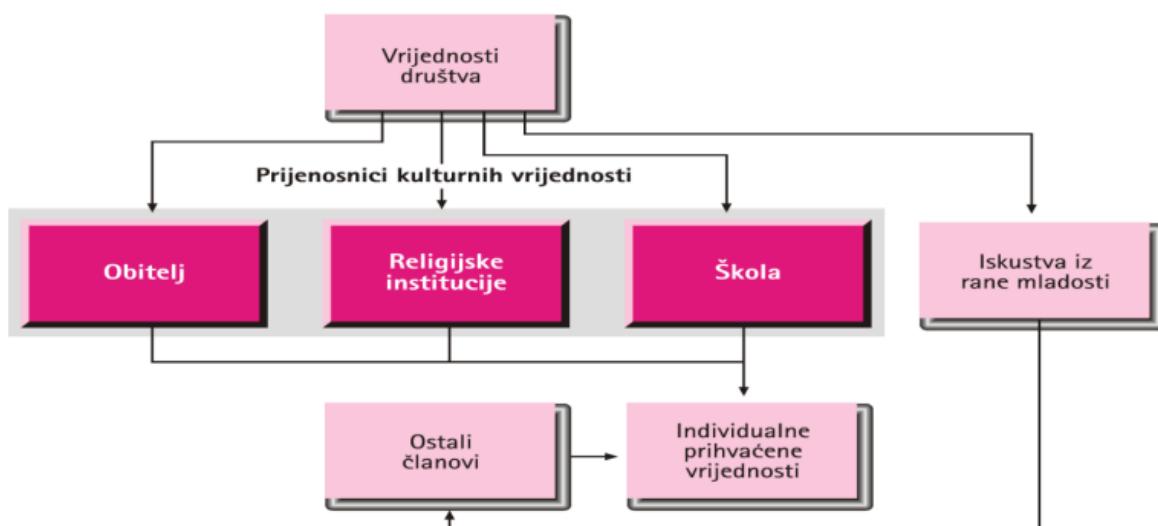 Vrijednosti
društva
Prijenosnici kulturnih vrijednosti
Obitelj
Religijske
institucije
Škola
Iskustva iz
rane mladosti
Ostali
članovi
Individualne
prihvaćene
vrijednosti